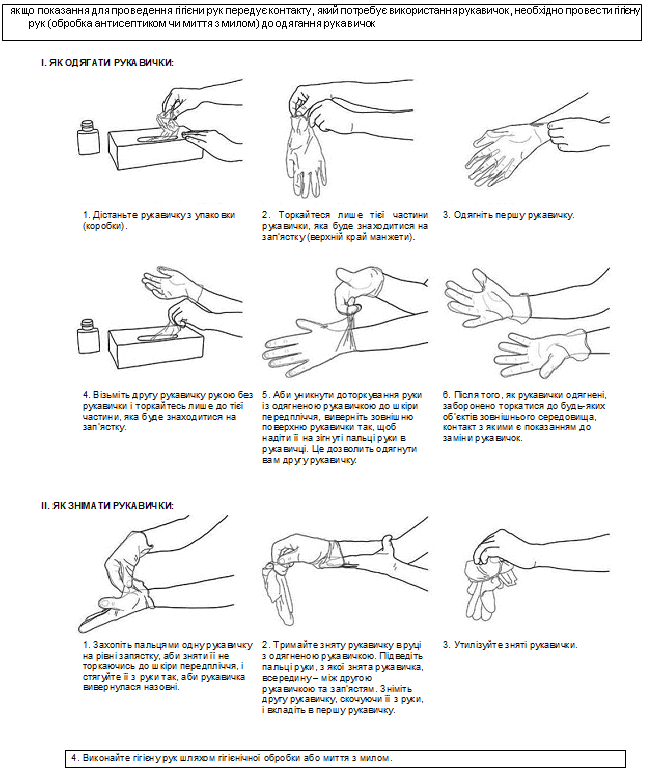 якщо показання для проведення гігієни рук передує контакту, який потребує використання рукавичок, необхідно провести гігієну
рук (обробка антисептиком чи миття з милом) до одягання рукавичок
I. ЯК ОДЯГАТИ РУКАВИЧКИ:
1. Дістаньте рукавичку з упаковки
(коробки).
2. Торкайтеся лише тієї частини
рукавички, яка буде знаходитися на
зап'ястку (верхній край манжети).
3. Одягніть першу рукавичку.
4. Візьміть другу рукавичку рукою без
рукавички і торкайтесь лише до тієї
частини, яка буде знаходитися на
зап'ястку.
5. Аби уникнути доторкування руки
із одягненою рукавичкою до шкіри
передпліччя, виверніть зовнішню
поверхню рукавички так, щоб
надіти її на зігнуті пальці руки в
рукавичці. Це дозволить одягнути
вам другу рукавичку.
6. Після того, як рукавички одягнені,
заборонено торкатися до будь-яких
об'єктів зовнішнього середовища,
контакт з якими є показанням до
заміни рукавичок.
II. ЯК ЗНІМАТИ РУКАВИЧКИ:
1. Захопіть пальцями одну рукавичку
на рівні запястку, аби зняти її не
торкаючись до шкіри передпліччя, і
стягуйте її з руки так, аби рукавичка
вивернулася назовні.
2. Тримайте зняту рукавичку в руці
з одягненою рукавичкою. Підведіть
пальці руки, з якої знята рукавичка,
всередину – між другою
рукавичкою та зап'ястям. Зніміть
другу рукавичку, скочуючи її з руки,
і вкладіть в першу рукавичку.
3. Утилізуйте зняті рукавички.
4. Виконайте гігієну рук шляхом гігієнічної обробки або миття з милом.